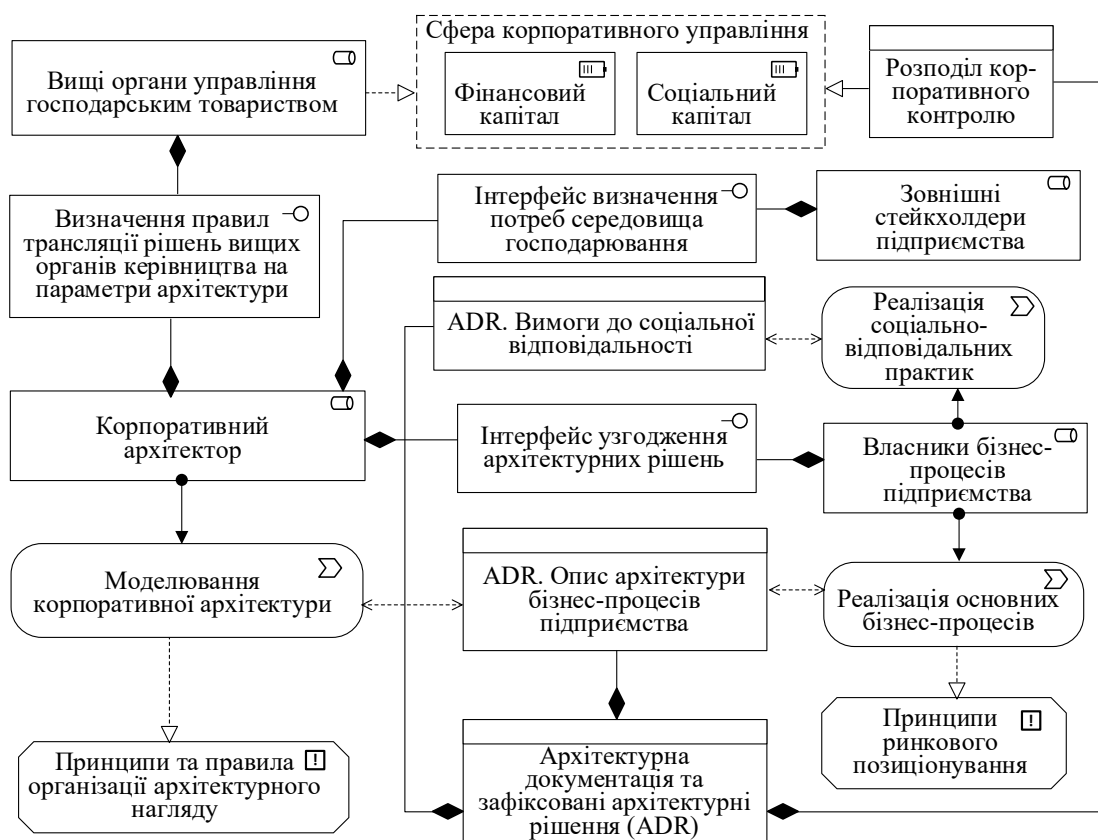 Вищі органи управління
господарським товариством
Сфера корпоративного управління
Фінансовий
капітал
Соціальний
капітал
Розподіл кор-
поративного
контролю
Визначення правил
трансляції рішень вищих
органів керівництва на
параметри архітектури
Інтерфейс визначення
потреб середовища
господарювання
Зовнішні
стейкхолдери
підприємства
ADR. Вимоги до соціальної
відповідальності
Реалізація
соціально-
відповідальних
практик
Корпоративний
архітектор
Інтерфейс узгодження
архітектурних рішень
Власники бізнес-
процесів
підприємства
Моделювання
корпоративної архітектури
ADR. Опис архітектури
бізнес-процесів
підприємства
Реалізація основних
бізнес-процесів
Принципи та правила
організації архітектурного
нагляду
Архітектурна
документація та
зафіксовані архітектурні
рішення (ADR)
Принципи
ринкового
позиціонування